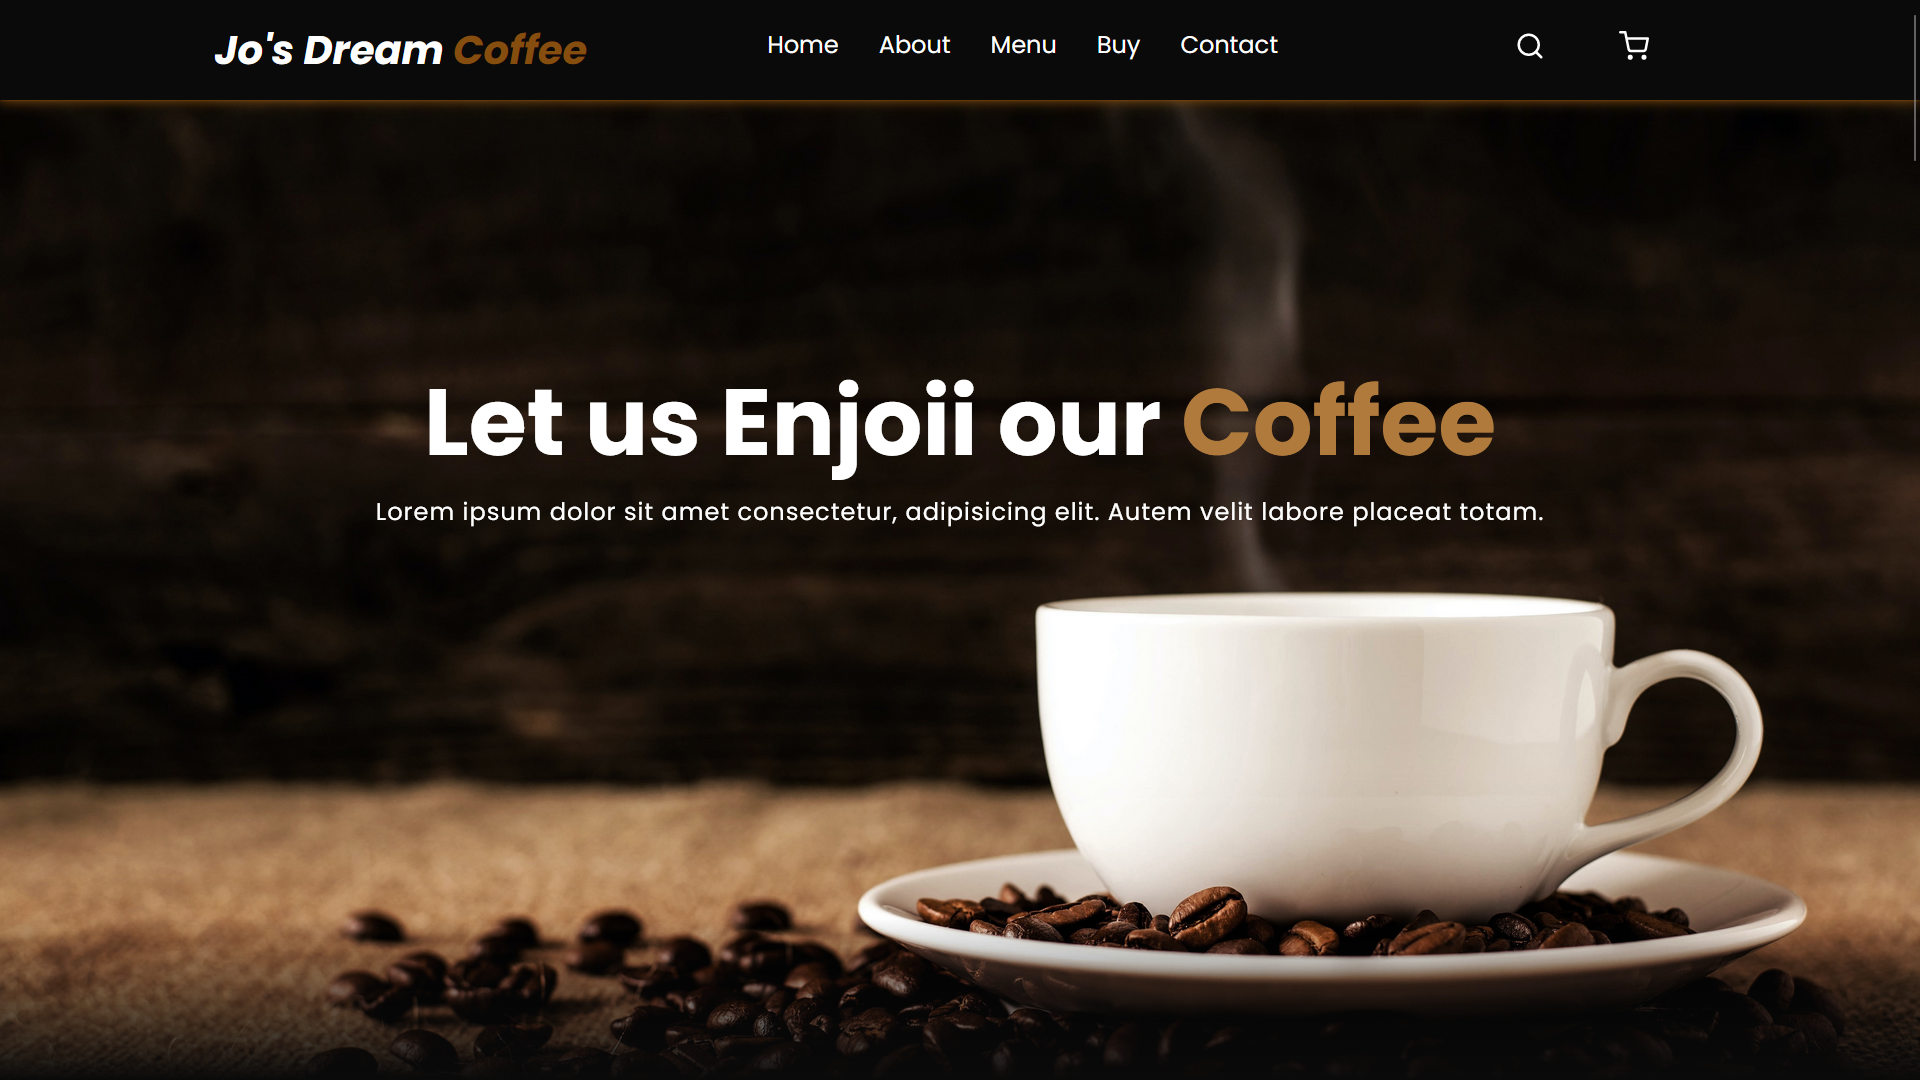 Jo's Dream Coffee
Home About Menu Buy Contact
Let us Enjoii our Coffee
Lorem ipsum dolor sit amet consectetur, adipisicing elit. Autem velit labore placeat totam.